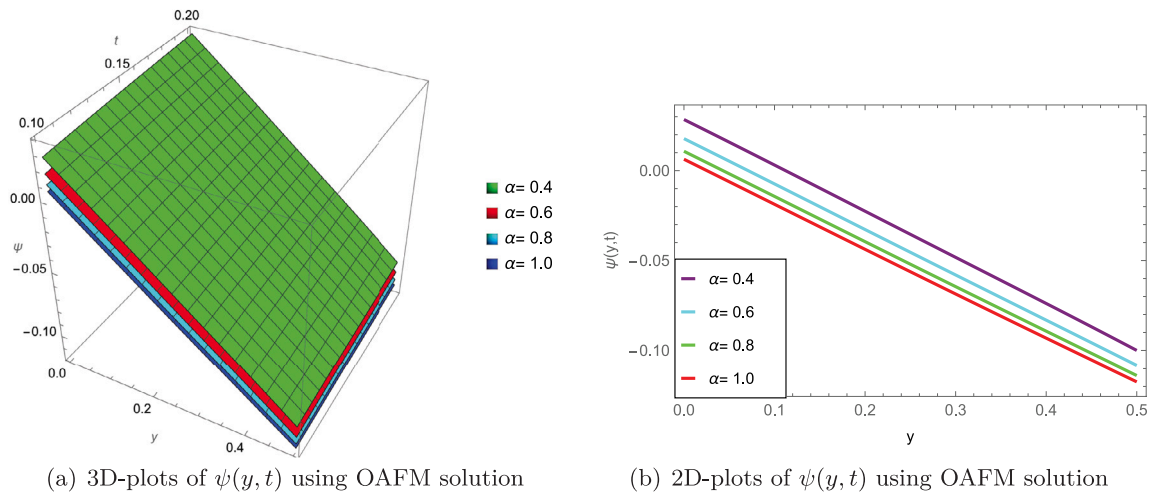 0.20
t
0.15
0.10
0.00
ψ
−0.05
−0.10
0.0
0.2
y
0.4
α= 0.4
α= 0.6
α= 0.8
α= 1.0
0.00
−0.05
−0.10
ψ(y,t)
α= 0.4
α= 0.6
α= 0.8
α= 1.0
0.0 0.1 0.2 0.3 0.4 0.5
y
(a) 3D-plots of ψ(y, t) using OAFM solution
(b) 2D-plots of ψ(y, t) using OAFM solution